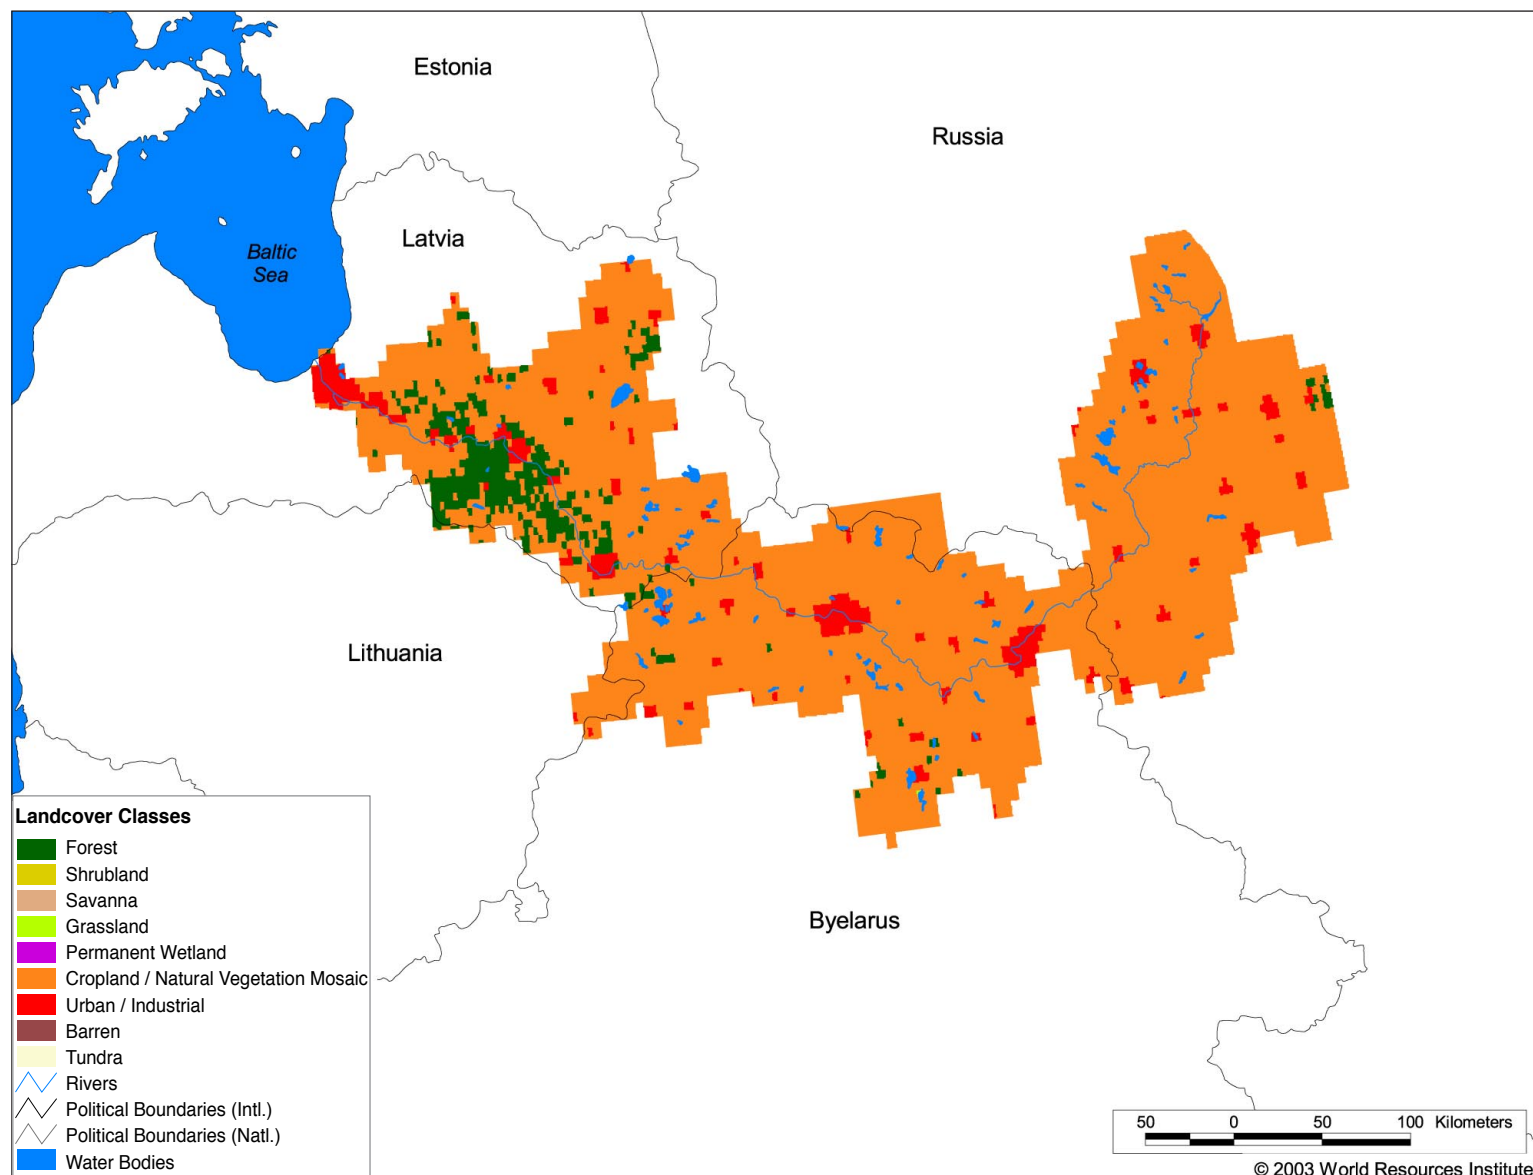 Estonia
Russia
Latvia
Baltic
Sea
Lithuania
Byelarus
Landcover Classes
Forest
Shrubland
Savanna
Grassland
Permanent Wetland
Cropland / Natural Vegetation Mosaic
Urban / Industrial
Barren
Tundra
Rivers
Political Boundaries (Intl.)
Political Boundaries (Natl.)
Water Bodies
50 0 50 100 Kilometers
© 2003 World Resources Institute